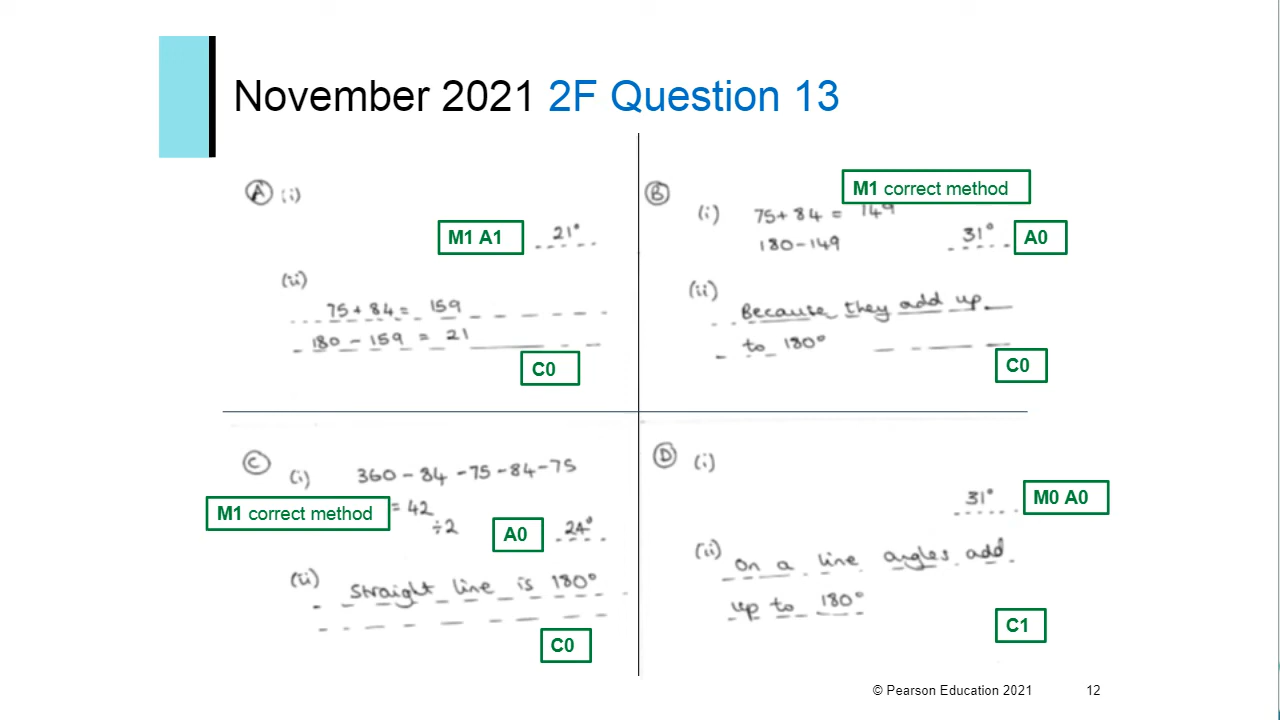 November 2021 2F Question 13
A (i)
M1 A1 21°
(ii)
75 + 84 = 159
180 - 159 = 21
C0
B
M1 correct method
(i) 75 + 84 = 149
180 - 149 31° A0
(ii) Because they add up
to 180°
C0
C (i) 360 - 84 - 75 - 84 - 75
M1 correct method = 42
÷2 A0 24°
(ii) Straight line is 180°
C0
D (i)
31° M0 A0
(ii) On a line angles add
up to 180°
C1
© Pearson Education 2021 12